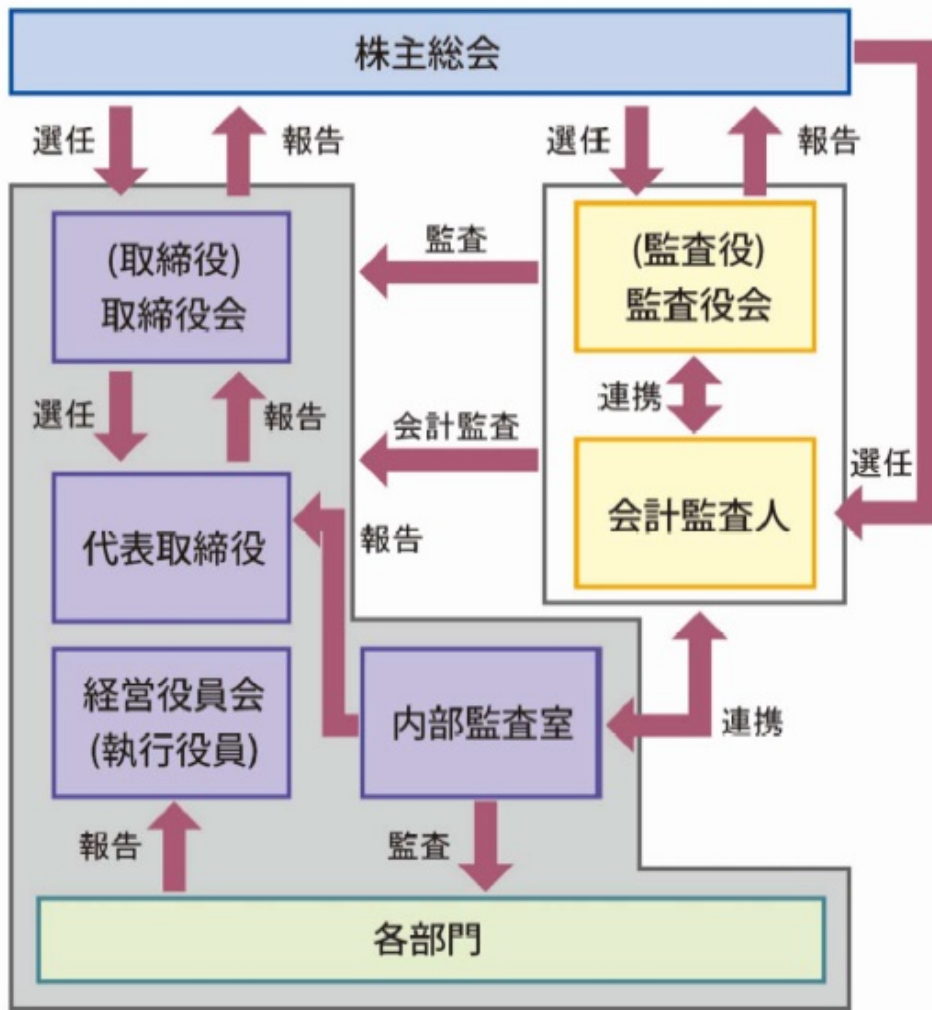 株主総会
選任
報告
選任
報告
(取締役)
取締役会
監査
(監査役)
監査役会
選任
報告
会計監査
連携
選任
代表取締役
報告
会計監査人
経営役員会
(執行役員)
内部監査室
連携
報告
監査
各部門